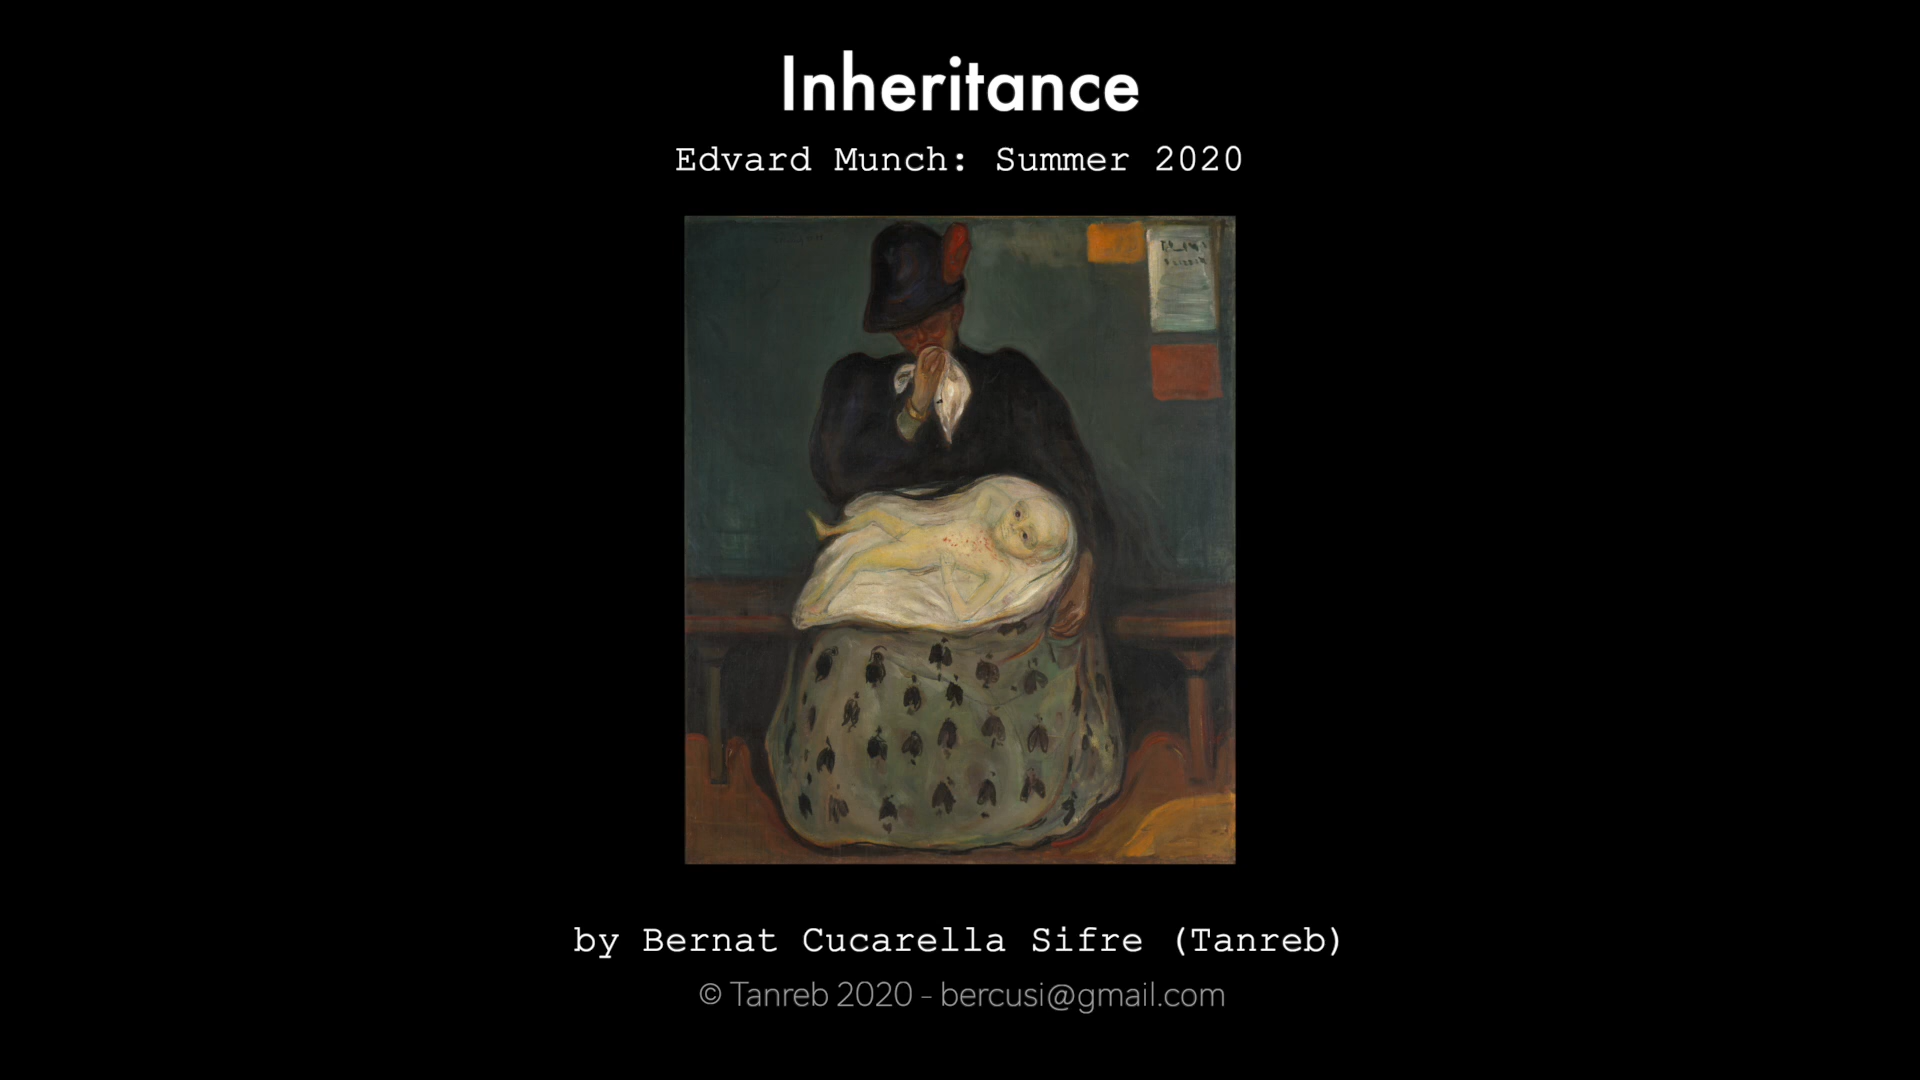 Inheritance
Edvard Munch: Summer 2020
by Bernat Cucarella Sifre (Tanreb)
© Tanreb 2020 - bercusi@gmail.com